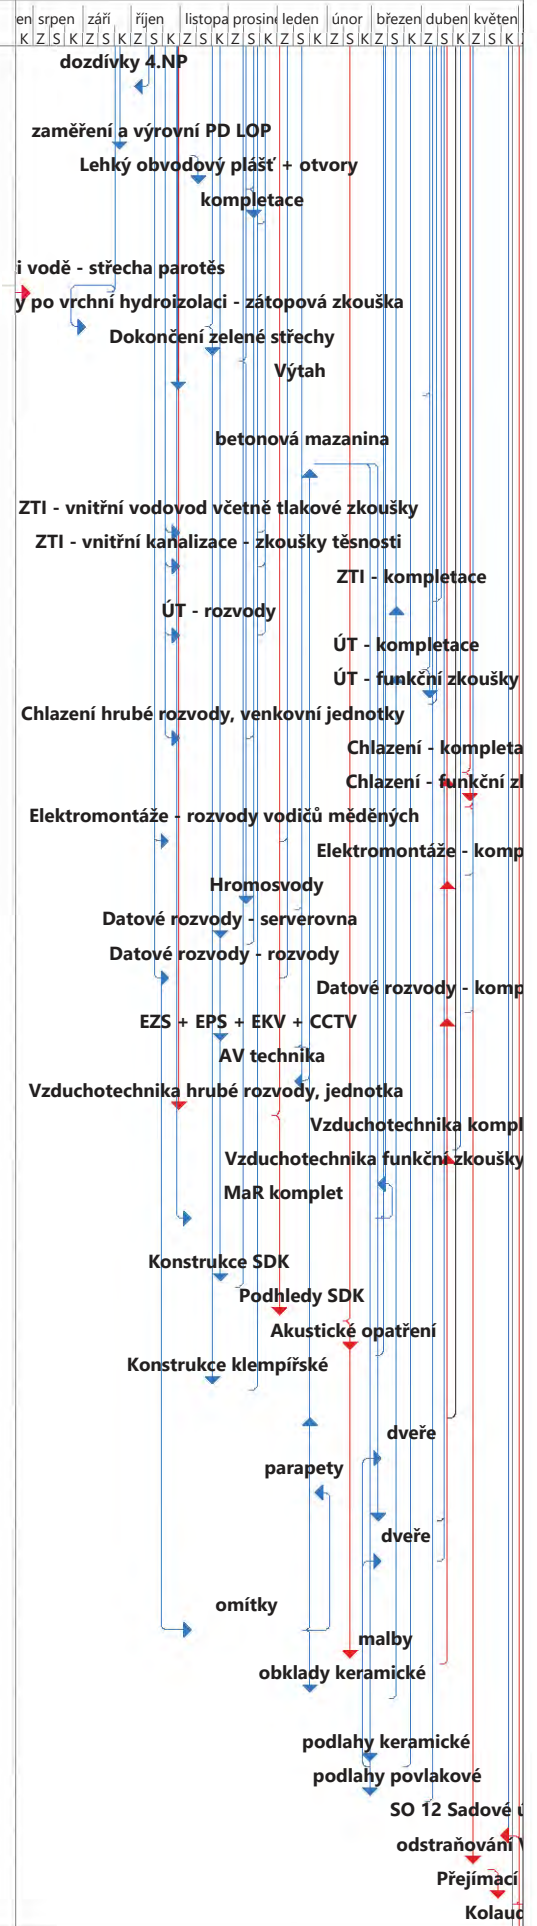 en srpen září říjen listopa prosine leden únor březen duben květen
K Z S K Z S K Z S K Z S K Z S K Z S K Z S K Z S K Z S K Z S K
dozdívky 4.NP
zaměření a výrovní PD LOP
Lehký obvodový plášť + otvory
kompletace
i vodě - střecha parotěs
y po vrchní hydroizolaci - zátopová zkouška
Dokončení zelené střechy
Výtah
betonová mazanina
ZTI - vnitřní vodovod včetně tlakové zkoušky
ZTI - vnitřní kanalizace - zkoušky těsnosti
ZTI - kompletace
ÚT - rozvody
ÚT - kompletace
ÚT - funkční zkoušky
Chlazení hrubé rozvody, venkovní jednotky
Chlazení - kompleta
Chlazení - funkční zl
Elektromontáže - rozvody vodičů měděných
Elektromontáže - komp
Hromosvody
Datové rozvody - serverovna
Datové rozvody - rozvody
Datové rozvody - komp
EZS + EPS + EKV + CCTV
AV technika
Vzduchotechnika hrubé rozvody, jednotka
Vzduchotechnika kompl
Vzduchotechnika funkční zkoušky
MaR komplet
Konstrukce SDK
Podhledy SDK
Akustické opatření
Konstrukce klempířské
dveře
parapety
dveře
omítky
malby
obklady keramické
podlahy keramické
podlahy povlakové
SO 12 Sadové ú
odstraňování V
Přejímací
Kolaud